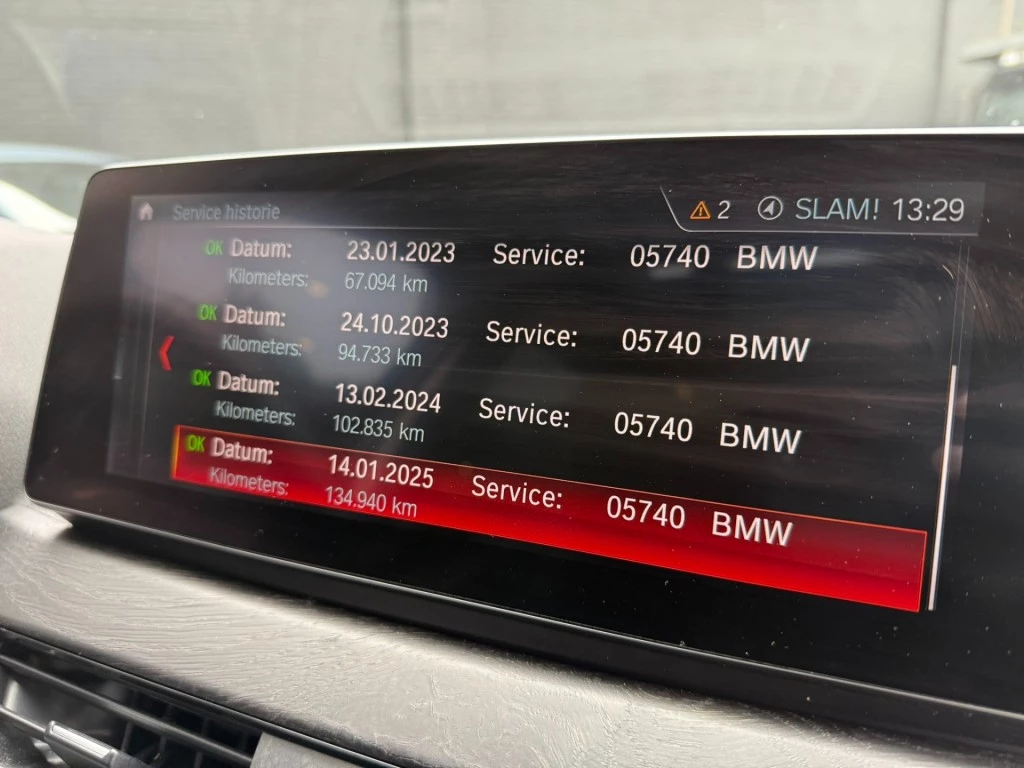 Service historie 2 SLAM! 13:29
OK Datum: 23.01.2023 Service: 05740 BMW
Kilometers: 67.094 km
OK Datum: 24.10.2023 Service: 05740 BMW
Kilometers: 94.733 km
OK Datum: 13.02.2024 Service: 05740 BMW
Kilometers: 102.835 km
OK Datum: 14.01.2025 Service: 05740 BMW
Kilometers: 134.940 km